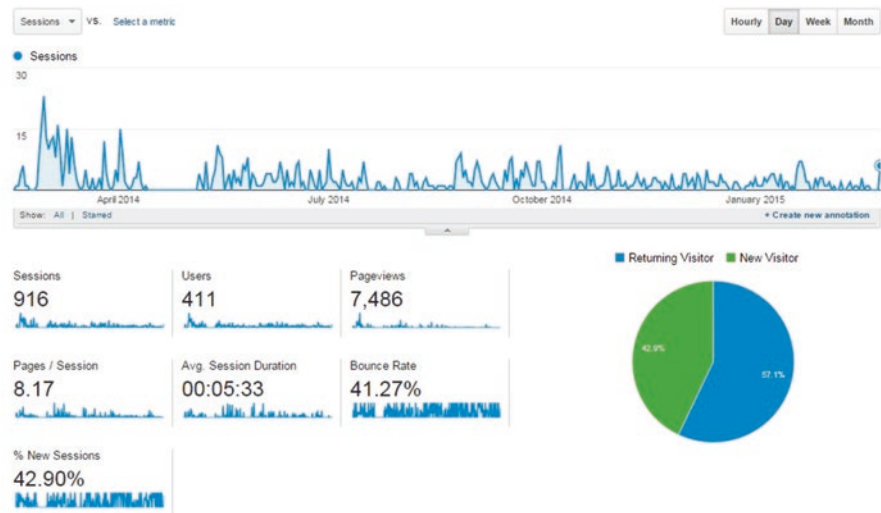 Sessions VS. Select a metric Hourly Day Week Month
Sessions
30
15
April 2014 July 2014 October 2014 January 2015
Show: All | Starred + Create new annotation
Returning Visitor New Visitor
Sessions Users Pageviews
916 411 7,486
Pages / Session Avg. Session Duration Bounce Rate
8.17 00:05:33 41.27%
42.9% 57.1%
% New Sessions
42.90%